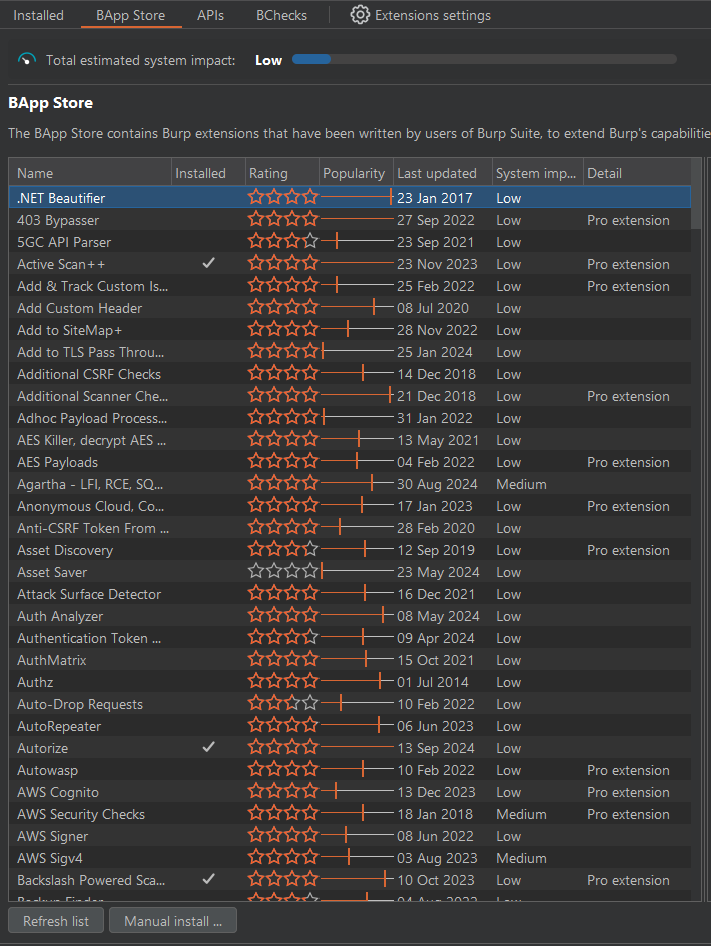 Installed BApp Store APIs BChecks Extensions settings
Total estimated system impact: Low
BApp Store
The BApp Store contains Burp extensions that have been written by users of Burp Suite, to extend Burp's capabilitie
Name Installed Rating Popularity Last updated System imp... Detail
.NET Beautifier 23 Jan 2017 Low
403 Bypasser 27 Sep 2022 Low Pro extension
5GC API Parser 23 Sep 2021 Low
Active Scan++ 23 Nov 2023 Low Pro extension
Add & Track Custom Is... 25 Feb 2022 Low Pro extension
Add Custom Header 08 Jul 2020 Low
Add to SiteMap+ 28 Nov 2022 Low
Add to TLS Pass Throu... 25 Jan 2024 Low
Additional CSRF Checks 14 Dec 2018 Low
Additional Scanner Che... 21 Dec 2018 Low Pro extension
Adhoc Payload Process... 31 Jan 2022 Low
AES Killer, decrypt AES ... 13 May 2021 Low
AES Payloads 04 Feb 2022 Low Pro extension
Agartha - LFI, RCE, SQ... 30 Aug 2024 Medium
Anonymous Cloud, Co... 17 Jan 2023 Low Pro extension
Anti-CSRF Token From ... 28 Feb 2020 Low
Asset Discovery 12 Sep 2019 Low Pro extension
Asset Saver 23 May 2024 Low
Attack Surface Detector 16 Dec 2021 Low
Auth Analyzer 08 May 2024 Low
Authentication Token ... 09 Apr 2024 Low
AuthMatrix 15 Oct 2021 Low
Authz 01 Jul 2014 Low
Auto-Drop Requests 10 Feb 2022 Low
AutoRepeater 06 Jun 2023 Low
Autorize 13 Sep 2024 Low
Autowasp 10 Feb 2022 Low Pro extension
AWS Cognito 13 Dec 2023 Low Pro extension
AWS Security Checks 18 Jan 2018 Medium Pro extension
AWS Signer 08 Jun 2022 Low
AWS Sigv4 03 Aug 2023 Medium
Backslash Powered Sca... 10 Oct 2023 Low Pro extension
Backup Finder 04 Aug 2022 Low
Refresh list Manual install ...